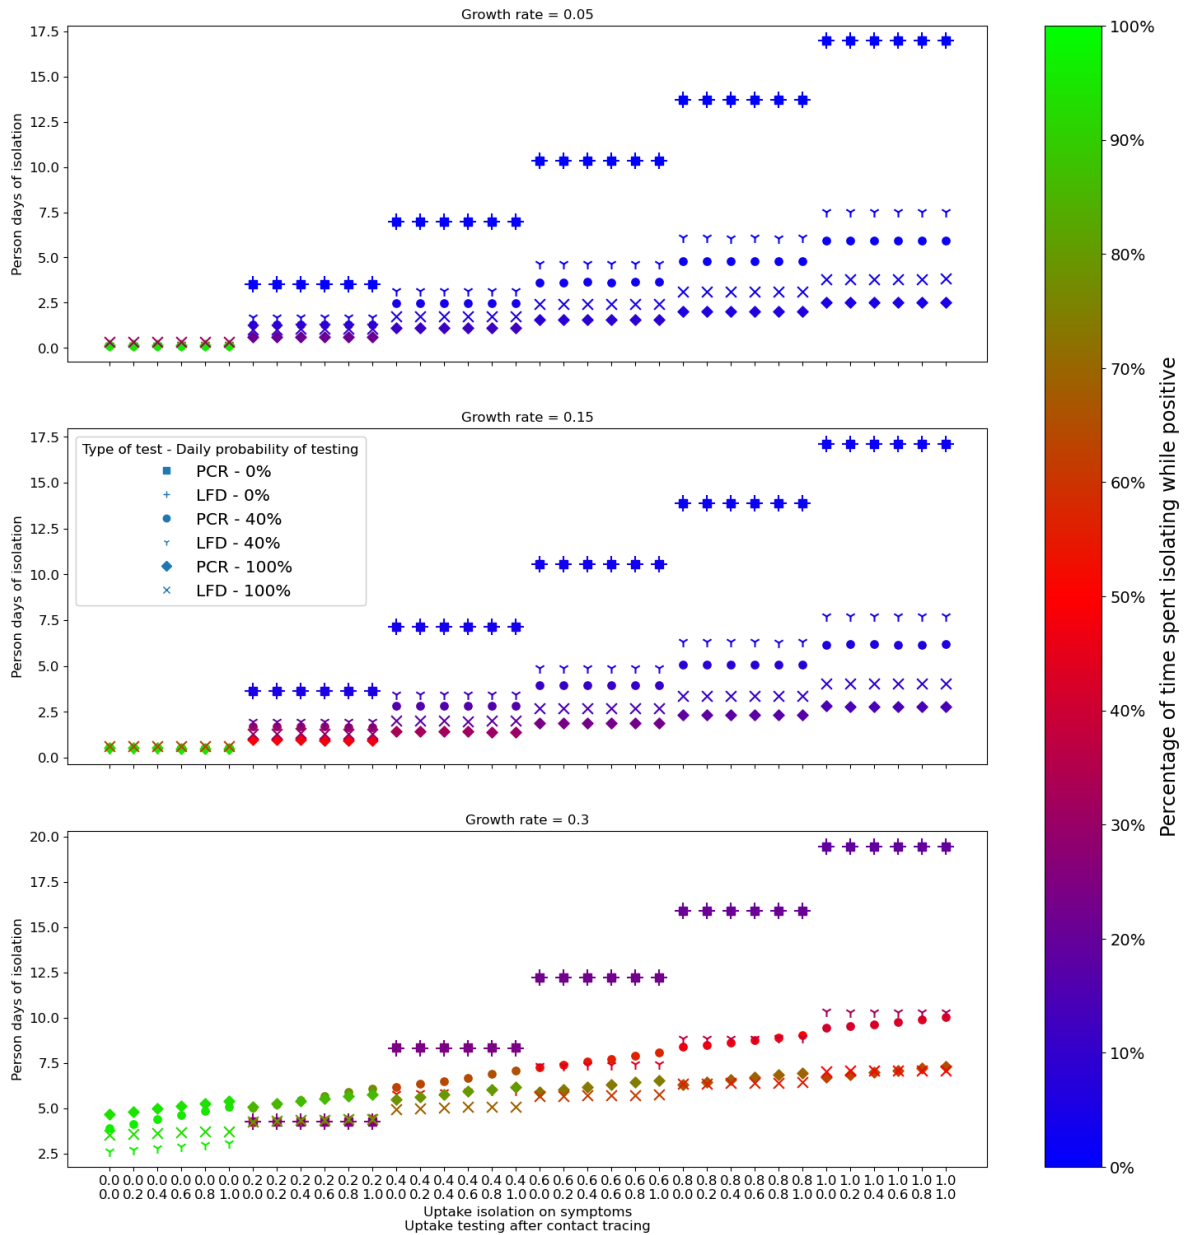 Growth rate = 0.05
17.5
15.0
12.5
10.0
7.5
5.0
2.5
0.0
Person days of isolation
Growth rate = 0.15
17.5
15.0
12.5
10.0
7.5
5.0
2.5
0.0
Person days of isolation
Type of test - Daily probability of testing
PCR - 0%
LFD - 0%
PCR - 40%
LFD - 40%
PCR - 100%
LFD - 100%
Growth rate = 0.3
20.0
17.5
15.0
12.5
10.0
7.5
5.0
2.5
Person days of isolation
0.0 0.0 0.0 0.0 0.0 0.0 0.2 0.2 0.2 0.2 0.2 0.2 0.4 0.4 0.4 0.4 0.4 0.4 0.6 0.6 0.6 0.6 0.6 0.6 0.8 0.8 0.8 0.8 0.8 0.8 1.0 1.0 1.0 1.0 1.0 1.0
0.0 0.2 0.4 0.6 0.8 1.0 0.0 0.2 0.4 0.6 0.8 1.0 0.0 0.2 0.4 0.6 0.8 1.0 0.0 0.2 0.4 0.6 0.8 1.0 0.0 0.2 0.4 0.6 0.8 1.0 0.0 0.2 0.4 0.6 0.8 1.0
Uptake isolation on symptoms
Uptake testing after contact tracing
100%
90%
80%
70%
60%
50%
40%
30%
20%
10%
0%
Percentage of time spent isolating while positive